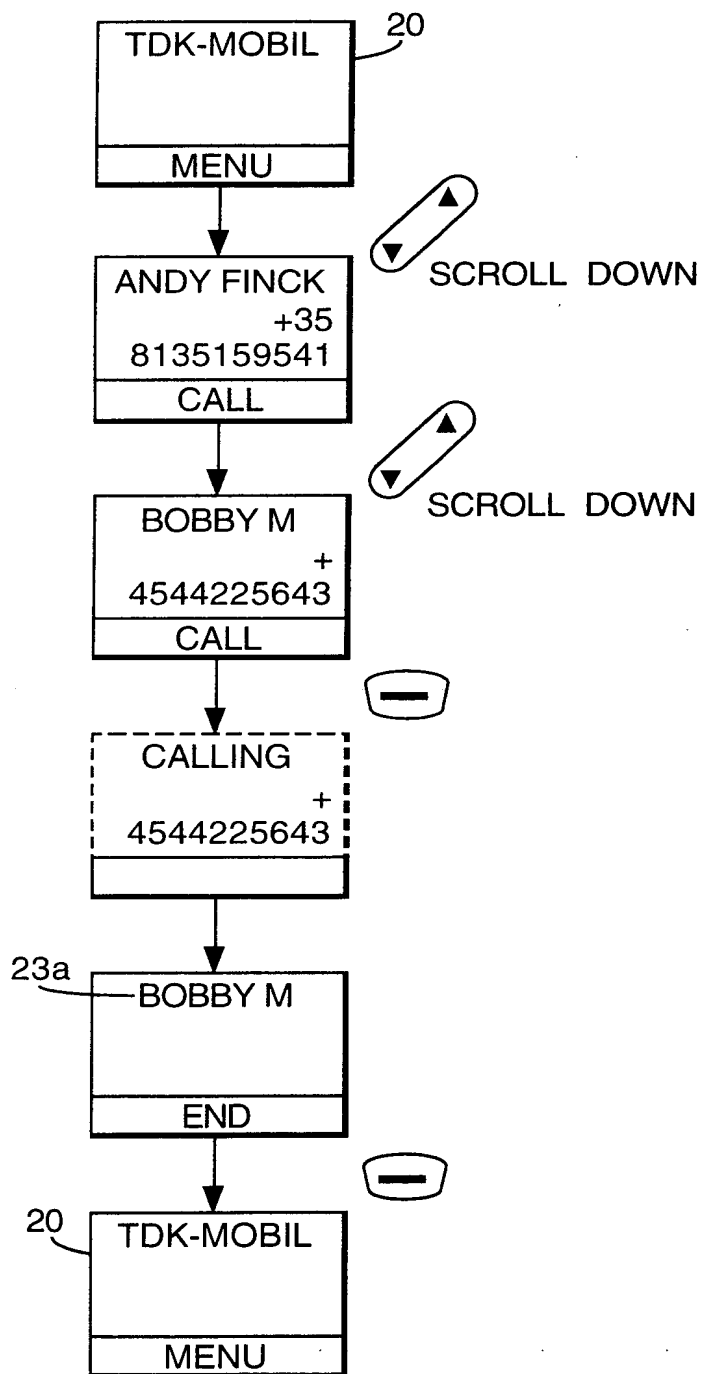 TDK-MOBIL
20
MENU
SCROLL DOWN
ANDY FINCK
+35
8135159541
CALL
SCROLL DOWN
BOBBY M
+
4544225643
CALL
CALLING
+
4544225643
23a
BOBBY M
END
20
TDK-MOBIL
MENU